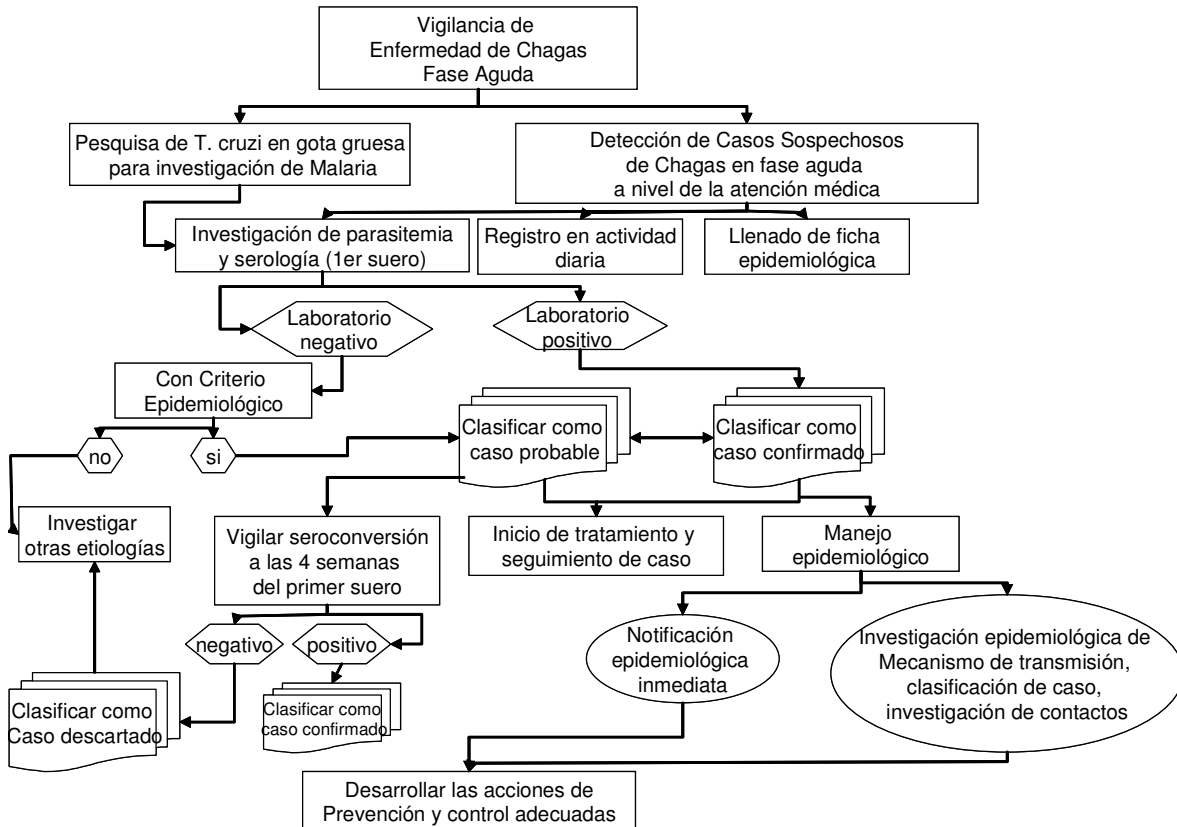 Vigilancia de
Enfermedad de Chagas
Fase Aguda
Pesquisa de T. cruzi en gota gruesa
para investigación de Malaria
Detección de Casos Sospechosos
de Chagas en fase aguda
a nivel de la atención médica
Investigación de parasitemia
y serología (1er suero)
Registro en actividad
diaria
Llenado de ficha
epidemiológica
Laboratorio
negativo
Laboratorio
positivo
Con Criterio
Epidemiológico
no
si
Clasificar como
caso probable
Clasificar como
caso confirmado
Investigar
otras etiologías
Vigilar seroconversión
a las 4 semanas
del primer suero
Inicio de tratamiento y
seguimiento de caso
Manejo
epidemiológico
negativo
positivo
Notificación
epidemiológica
inmediata
Investigación epidemiológica de
Mecanismo de transmisión,
clasificación de caso,
investigación de contactos
Clasificar como
Caso descartado
Clasificar como
caso confirmado
Desarrollar las acciones de
Prevención y control adecuadas